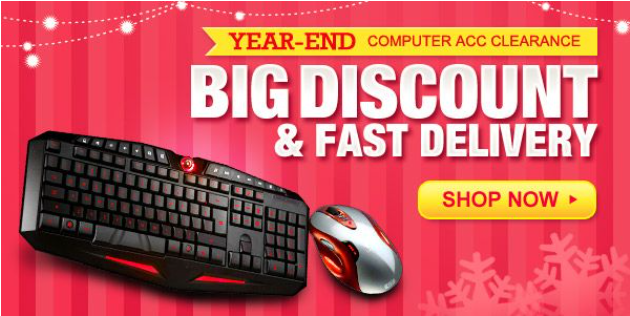 YEAR-END COMPUTER ACC CLEARANCE
BIG DISCOUNT
& FAST DELIVERY
SHOP NOW